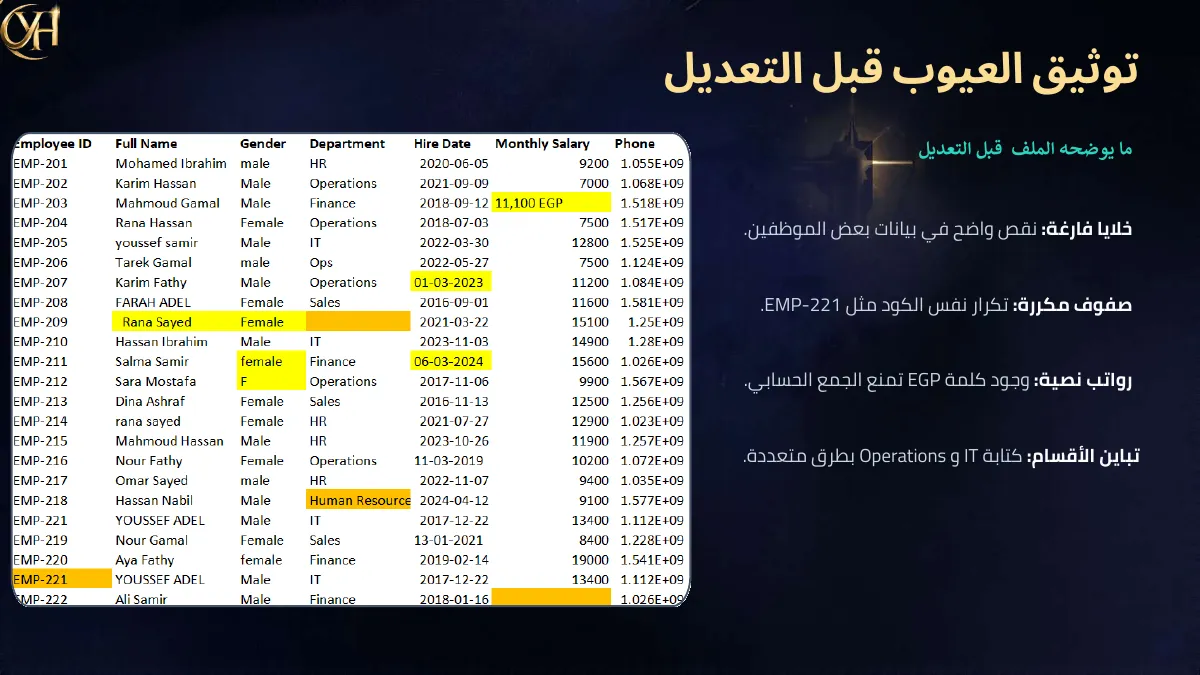 YH
توثيق العيوب قبل التعديل
ما يوضحه الملف قبل التعديل
خلايا فارغة: نقص واضح في بيانات بعض الموظفين.
صفوف مكررة: تكرار نفس الكود مثل EMP-221.
رواتب نصية: وجود كلمة EGP تمنع الجمع الحسابي.
تباين الأقسام: كتابة IT و Operations بطرق متعددة.
Employee ID Full Name Gender Department Hire Date Monthly Salary Phone
EMP-201 Mohamed Ibrahim male HR 2020-06-05 9200 1.055E+09
EMP-202 Karim Hassan Male Operations 2021-09-09 7000 1.068E+09
EMP-203 Mahmoud Gamal Male Finance 2018-09-12 11,100 EGP 1.518E+09
EMP-204 Rana Hassan Female Operations 2018-07-03 7500 1.517E+09
EMP-205 youssef samir Male IT 2022-03-30 12800 1.525E+09
EMP-206 Tarek Gamal male Ops 2022-05-27 7500 1.124E+09
EMP-207 Karim Fathy Male Operations 01-03-2023 11200 1.084E+09
EMP-208 FARAH ADEL Female Sales 2016-09-01 11600 1.581E+09
EMP-209 Rana Sayed Female 2021-03-22 15100 1.25E+09
EMP-210 Hassan Ibrahim Male IT 2023-11-03 14900 1.28E+09
EMP-211 Salma Samir female Finance 06-03-2024 15600 1.026E+09
EMP-212 Sara Mostafa F Operations 2017-11-06 9900 1.567E+09
EMP-213 Dina Ashraf Female Sales 2016-11-13 12500 1.256E+09
EMP-214 rana sayed Female HR 2021-07-27 12900 1.023E+09
EMP-215 Mahmoud Hassan Male HR 2023-10-26 11900 1.257E+09
EMP-216 Nour Fathy Female Operations 11-03-2019 10200 1.072E+09
EMP-217 Omar Sayed male HR 2022-11-07 9400 1.035E+09
EMP-218 Hassan Nabil Male Human Resource 2024-04-12 9100 1.577E+09
EMP-221 YOUSSEF ADEL Male IT 2017-12-22 13400 1.112E+09
EMP-219 Nour Gamal Female Sales 13-01-2021 8400 1.228E+09
EMP-220 Aya Fathy female Finance 2019-02-14 19000 1.541E+09
EMP-221 YOUSSEF ADEL Male IT 2017-12-22 13400 1.112E+09
EMP-222 Ali Samir Male Finance 2018-01-16 1.026E+09